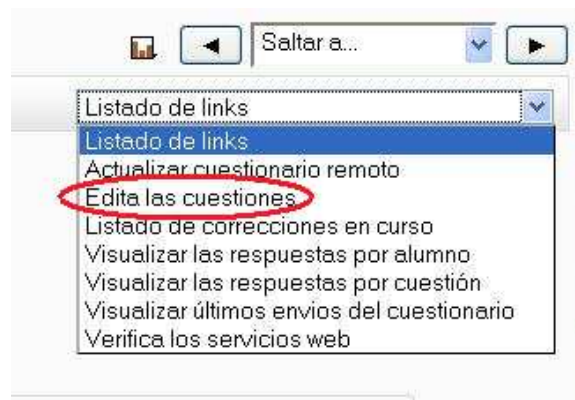 Saltar a...
Listado de links
Listado de links
Actualizar cuestionario remoto
Edita las cuestiones
Listado de correcciones en curso
Visualizar las respuestas por alumno
Visualizar las respuestas por cuestión
Visualizar últimos envios del cuestionario
Verifica los servicios web